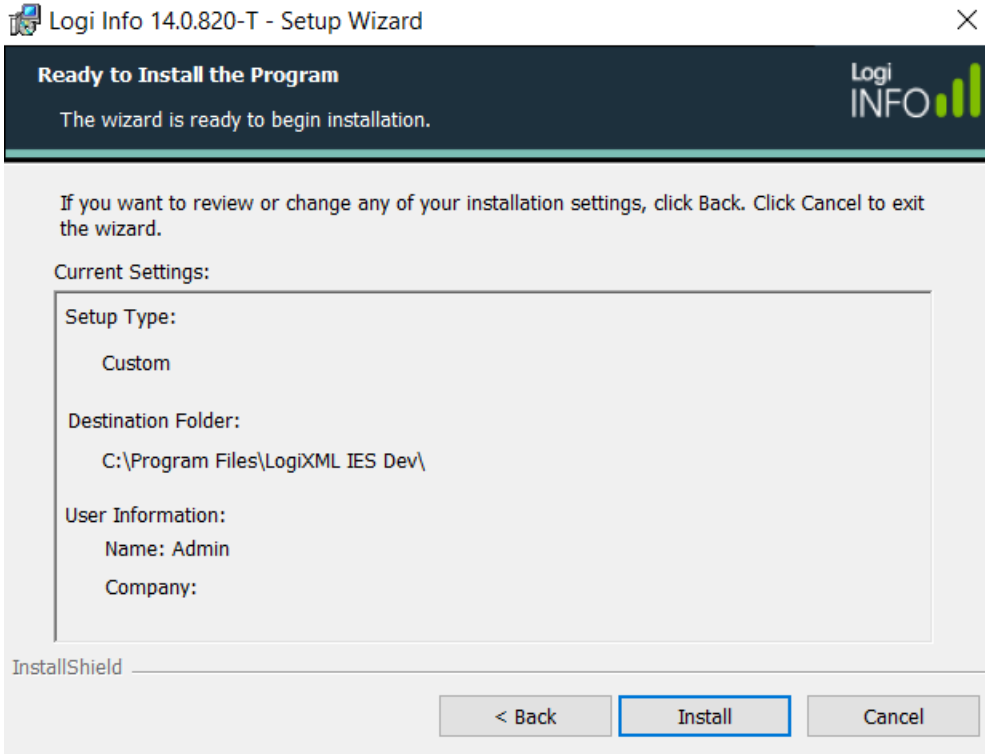 Logi Info 14.0.820-T - Setup Wizard
Ready to Install the Program
The wizard is ready to begin installation.
Logi
INFO
If you want to review or change any of your installation settings, click Back. Click Cancel to exit
the wizard.
Current Settings:
Setup Type:
Custom
Destination Folder:
C:\Program Files\LogiXML IES Dev\
User Information:
Name: Admin
Company:
InstallShield
< Back
Install
Cancel